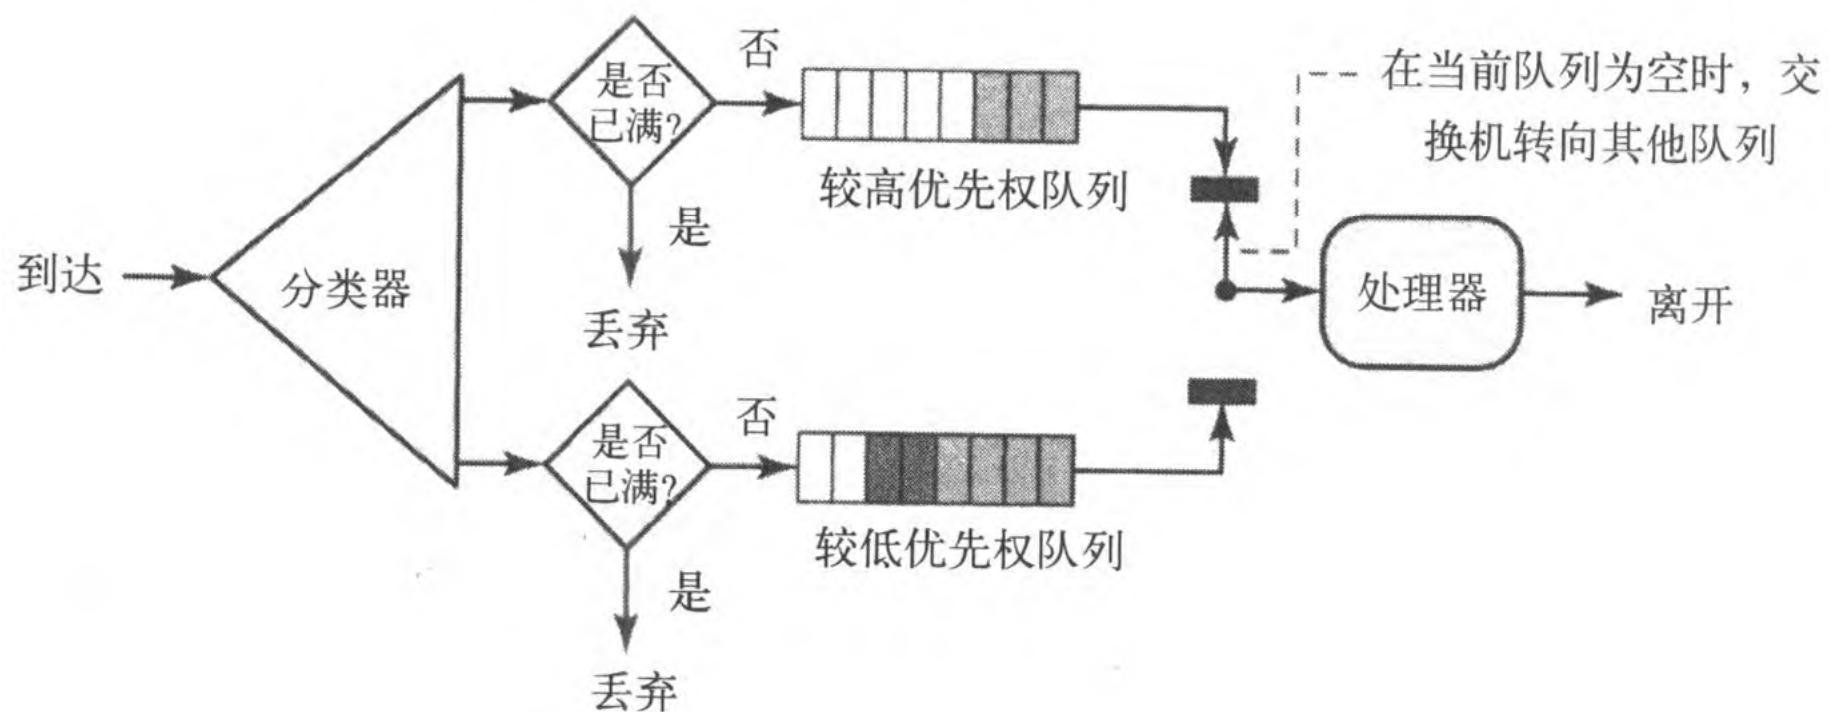 否
是否
已满?
在当前队列为空时，交
换机转向其他队列
较高优先权队列
是
到达
分类器
处理器
离开
丢弃
否
是否
已满?
较低优先权队列
是
丢弃